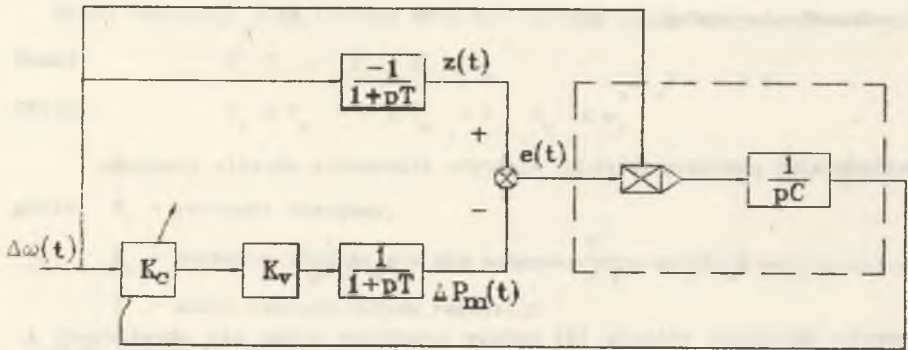 -1
1+pT
z(t)
+
e(t)
−
1
pC
Δω(t)
K_C
K_v
1
1+pT
ΔP_m(t)